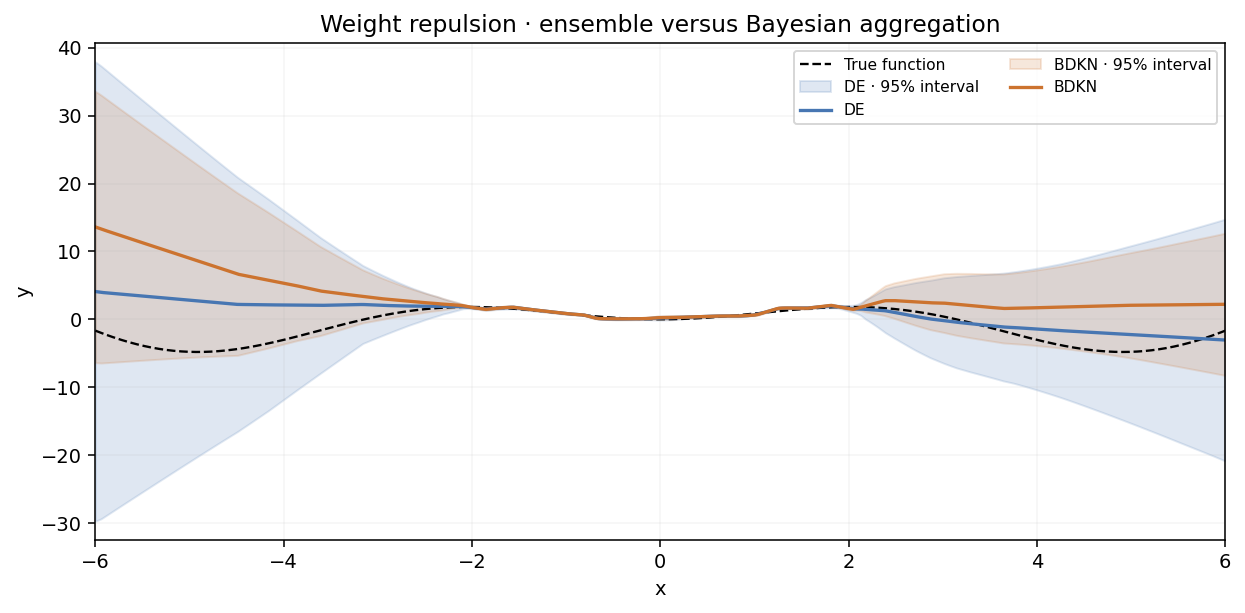 Weight repulsion · ensemble versus Bayesian aggregation
True function
DE · 95% interval
DE
BDKN · 95% interval
BDKN
y
40
30
20
10
0
−10
−20
−30
−6
−4
−2
0
2
4
6
x